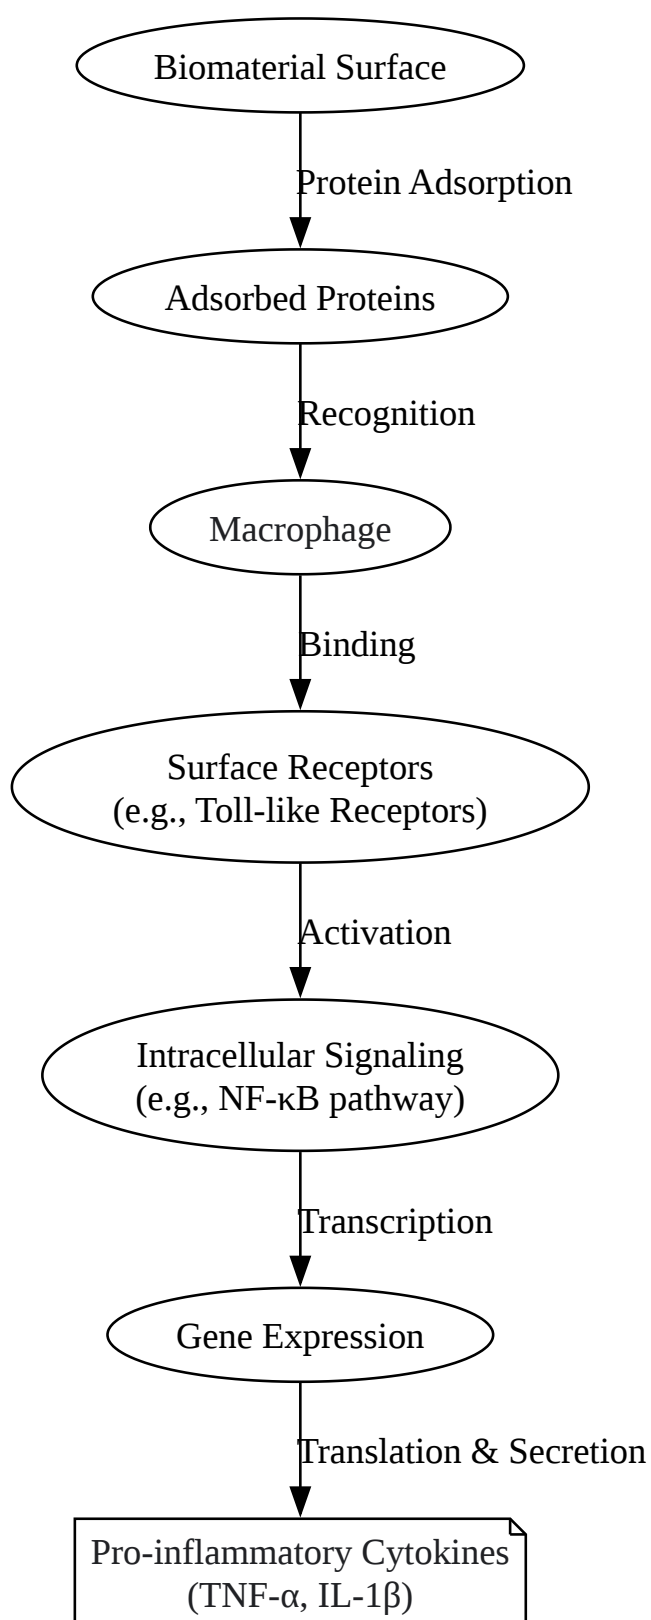 Biomaterial Surface
Protein Adsorption
Adsorbed Proteins
Recognition
Macrophage
Binding
Surface Receptors
(e.g., Toll-like Receptors)
Activation
Intracellular Signaling
(e.g., NF-κB pathway)
Transcription
Gene Expression
Translation & Secretion
Pro-inflammatory Cytokines
(TNF-α, IL-1β)